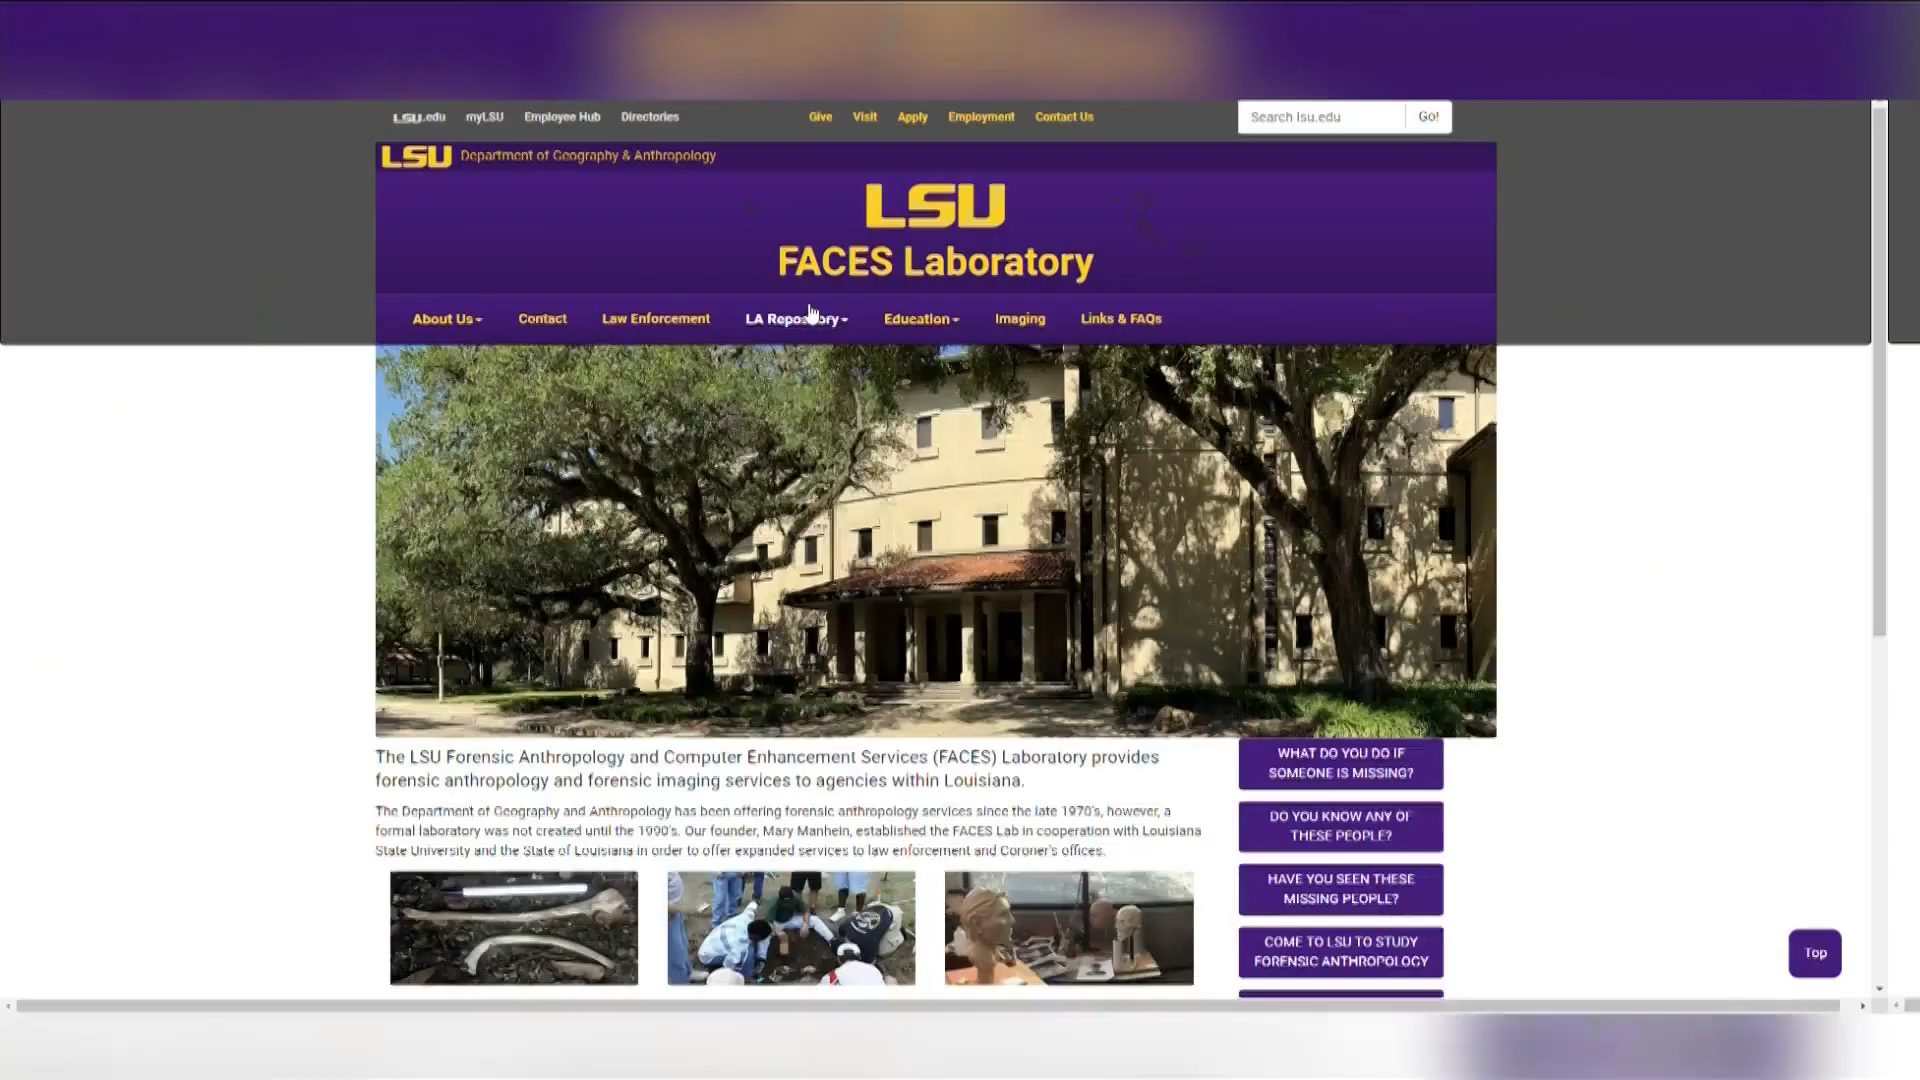 LSU.edu myLSU Employee Hub Directories Give Visit Apply Employment Contact Us Search lsu.edu Go!
LSU Department of Geography & Anthropology
LSU
FACES Laboratory
About Us Contact Law Enforcement LA Repository Education Imaging Links & FAQs
The LSU Forensic Anthropology and Computer Enhancement Services (FACES) Laboratory provides
forensic anthropology and forensic imaging services to agencies within Louisiana.
The Department of Geography and Anthropology has been offering forensic anthropology services since the late 1970's, however, a
formal laboratory was not created until the 1990's. Our founder, Mary Manhein, established the FACES Lab in cooperation with Louisiana
State University and the State of Louisiana in order to offer expanded services to law enforcement and Coroner's offices.
WHAT DO YOU DO IF
SOMEONE IS MISSING?
DO YOU KNOW ANY OF
THESE PEOPLE?
HAVE YOU SEEN THESE
MISSING PEOPLE?
COME TO LSU TO STUDY
FORENSIC ANTHROPOLOGY
Top